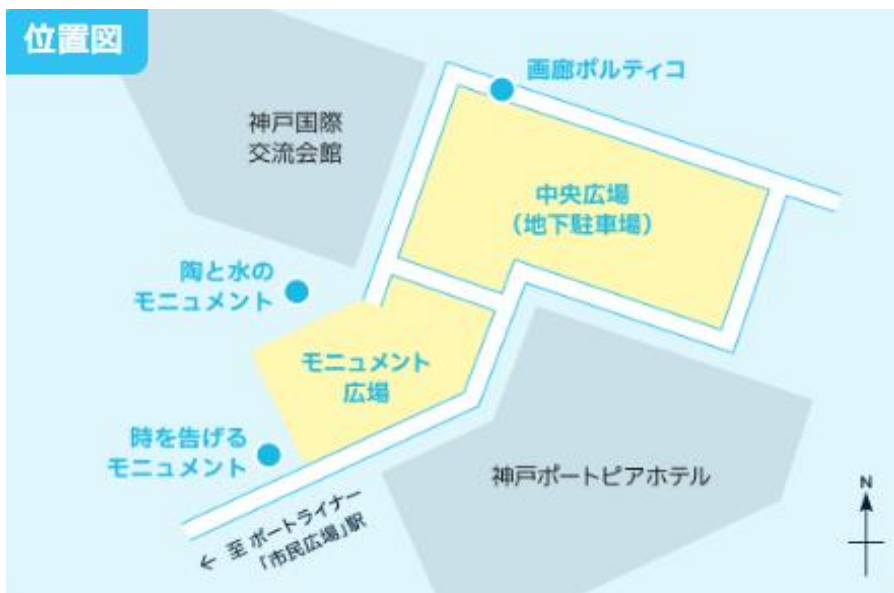 位置図
画廊ポルティコ
神戸国際
交流会館
中央広場
（地下駐車場）
陶と水の
モニュメント
モニュメント
広場
時を告げる
モニュメント
神戸ポートピアホテル
N
← 至 ポートライナー
「市民広場」駅